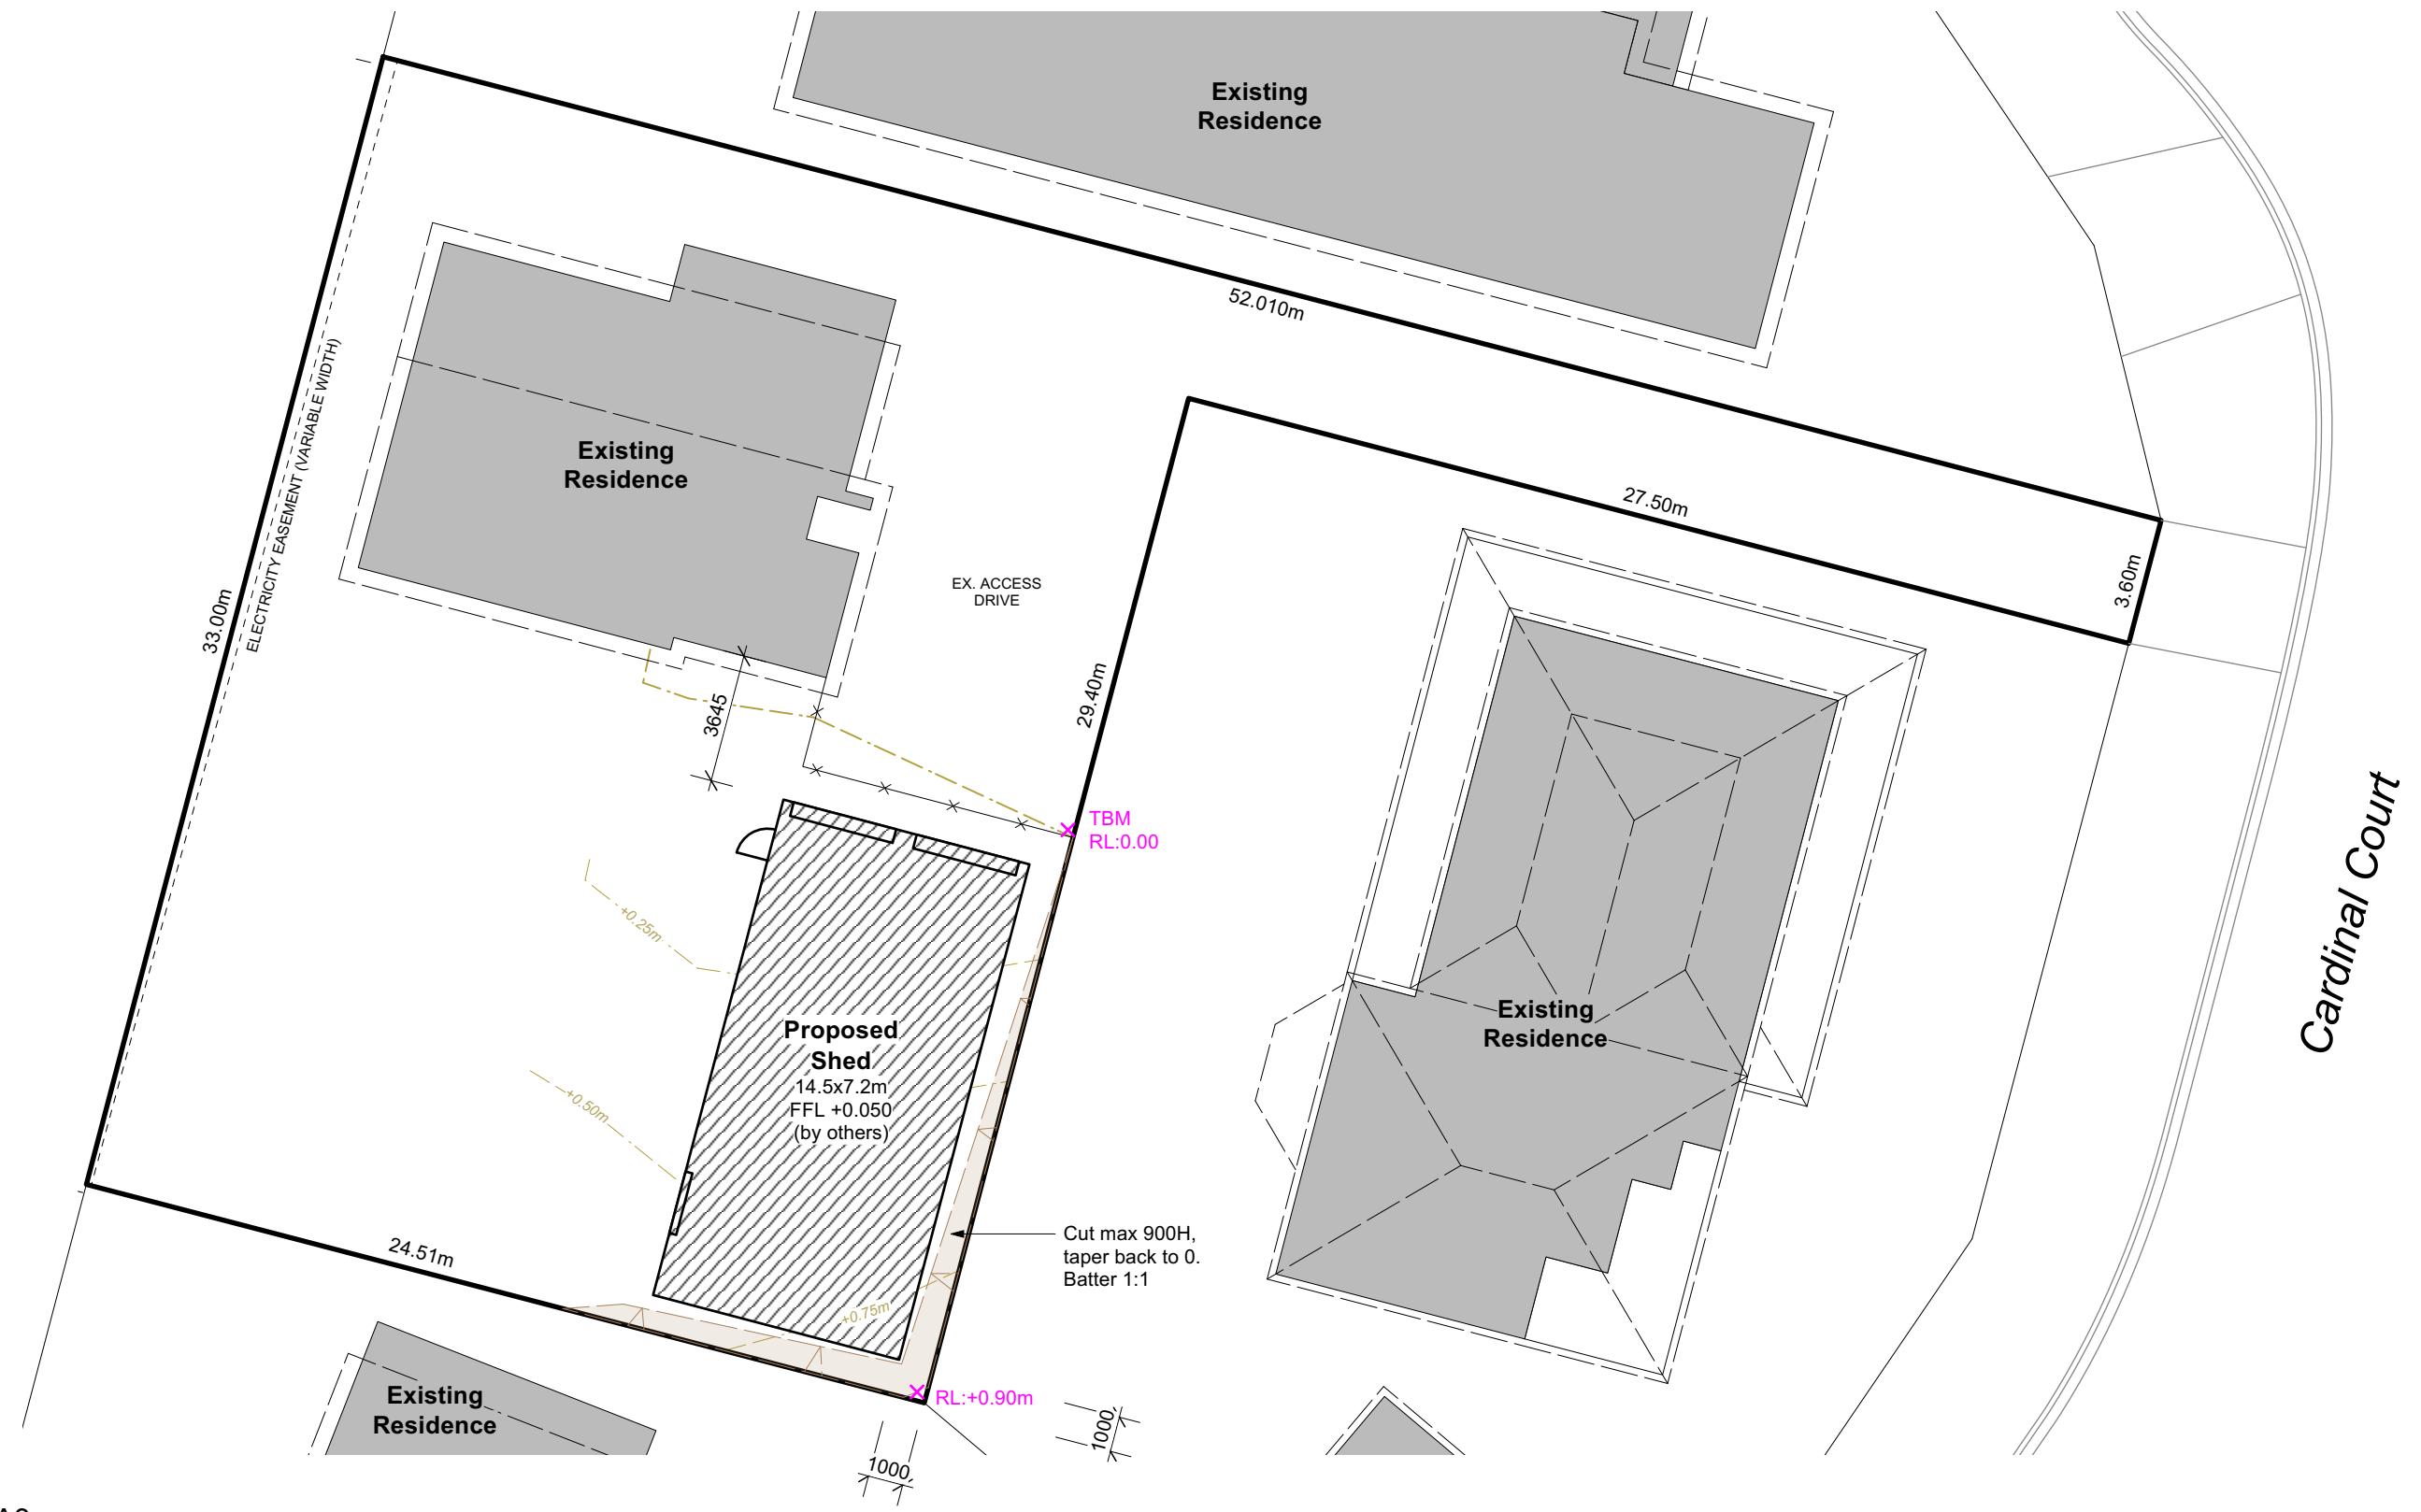 Existing
Residence
52.010m
Existing
Residence
27.50m
3.60m
ELECTRICITY EASEMENT (VARIABLE WIDTH)
33.00m
EX. ACCESS
DRIVE
29.40m
3645
TBM
RL:0.00
Cardinal Court
+0.25m
+0.50m
Proposed
Shed
14.5x7.2m
FFL +0.050
(by others)
Existing
Residence
Cut max 900H,
taper back to 0.
Batter 1:1
24.51m
+0.75m
RL:+0.90m
Existing
Residence
1000
1000